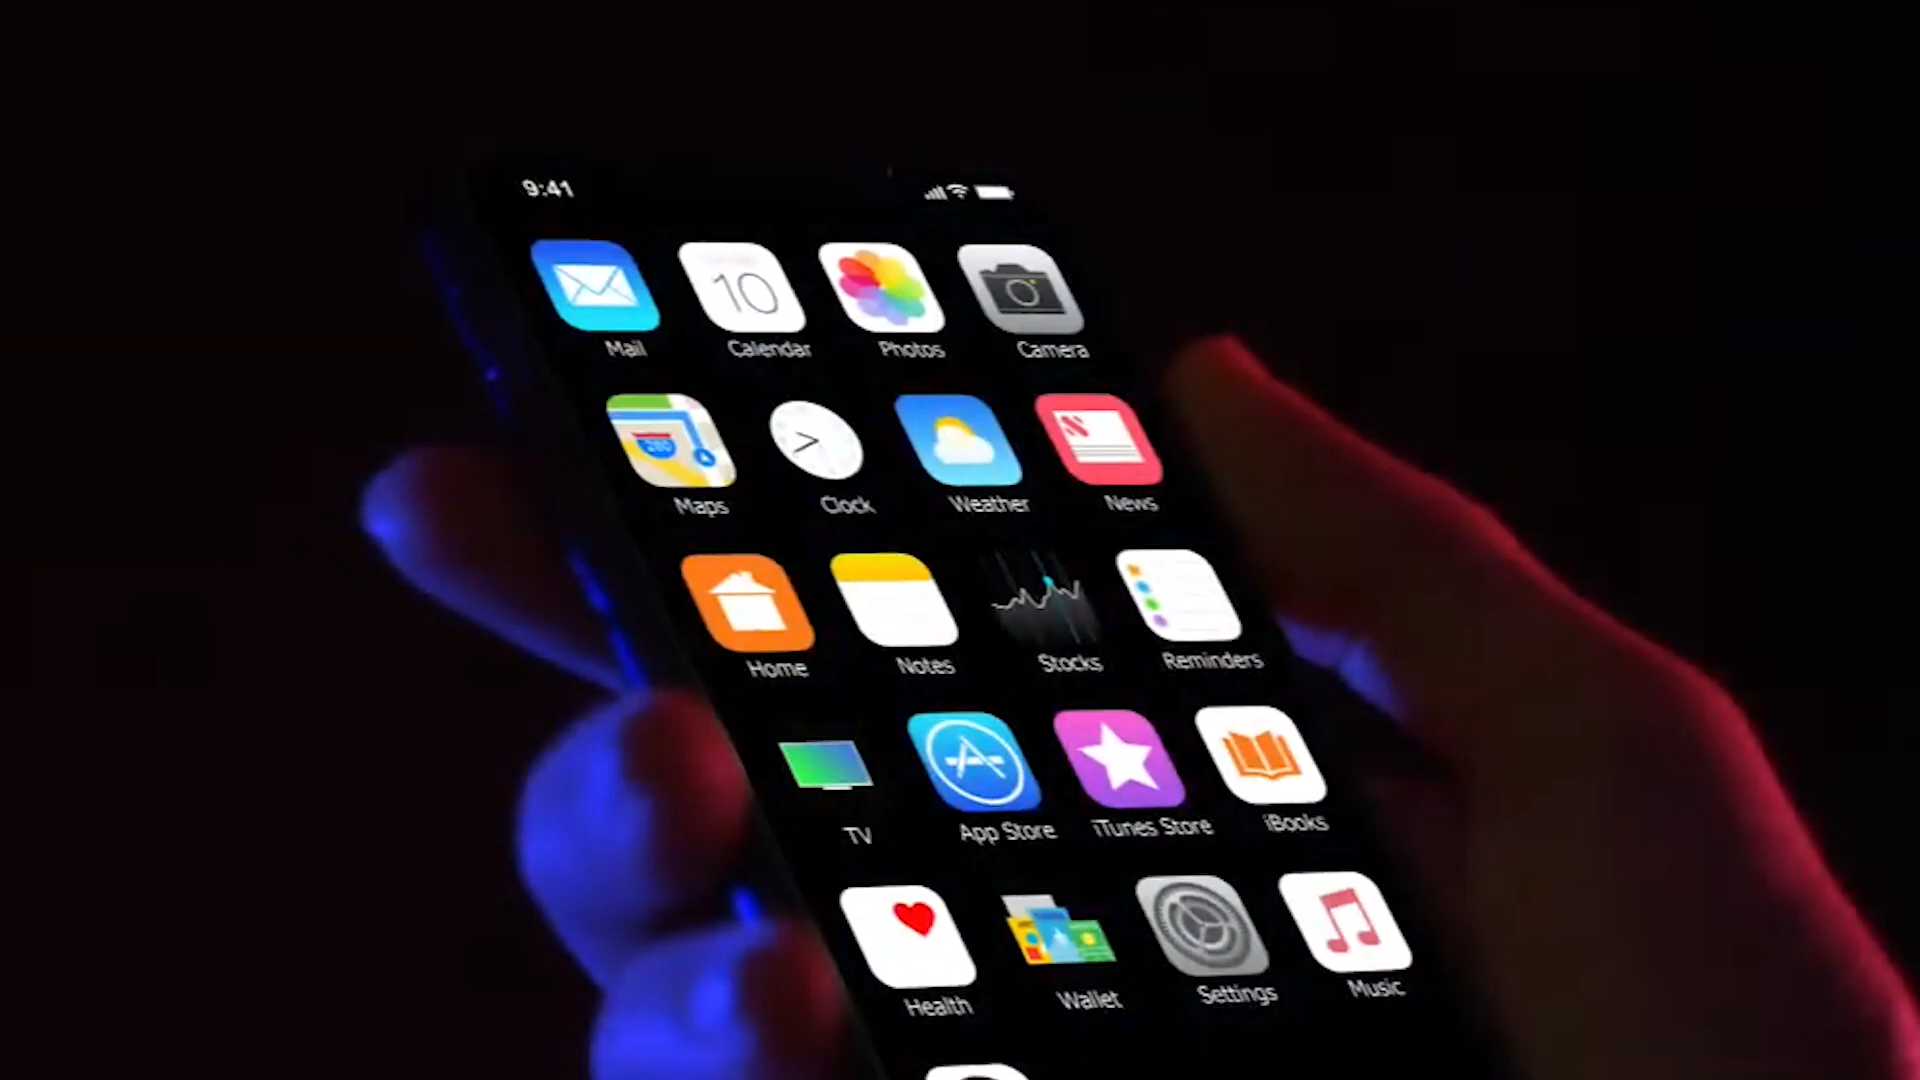 9:41
10
Mail Calendar Photos Camera
280
Maps Clock Weather News
Home Notes Stocks Reminders
TV App Store iTunes Store iBooks
Health Wallet Settings Music